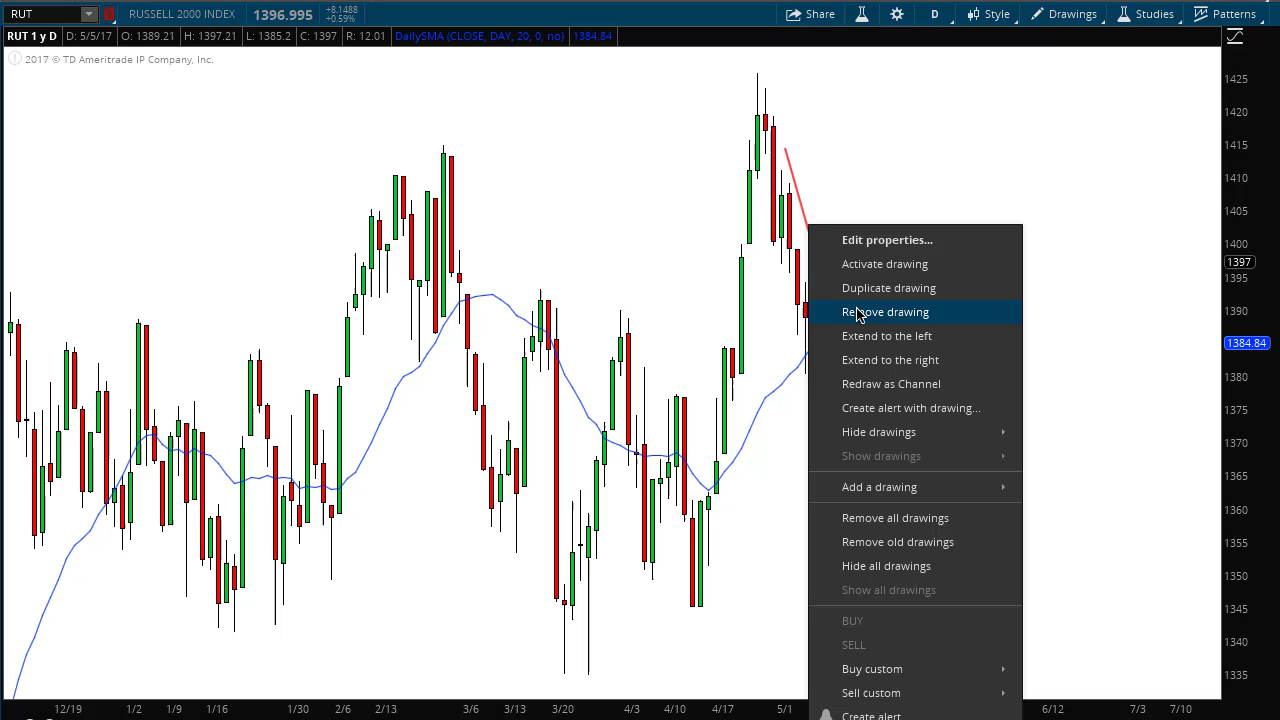 RUT RUSSELL 2000 INDEX 1396.995 +8.1488 +0.59% Share D Style Drawings Studies Patterns
RUT 1 y D D: 5/5/17 O: 1389.21 H: 1397.21 L: 1385.2 C: 1397 R: 12.01 DailySMA (CLOSE, DAY, 20, 0, no) 1384.84
2017 © TD Ameritrade IP Company, Inc.
1425
1420
1415
1410
1405
1400
1397
1395
1390
1384.84
1380
1375
1370
1365
1360
1355
1350
1345
1340
1335
Edit properties...
Activate drawing
Duplicate drawing
Remove drawing
Extend to the left
Extend to the right
Redraw as Channel
Create alert with drawing...
Hide drawings
Show drawings
Add a drawing
Remove all drawings
Remove old drawings
Hide all drawings
Show all drawings
BUY
SELL
Buy custom
Sell custom
Create alert
12/19 1/2 1/9 1/16 1/30 2/6 2/13 3/6 3/13 3/20 4/3 4/10 4/17 5/1 6/12 7/3 7/10